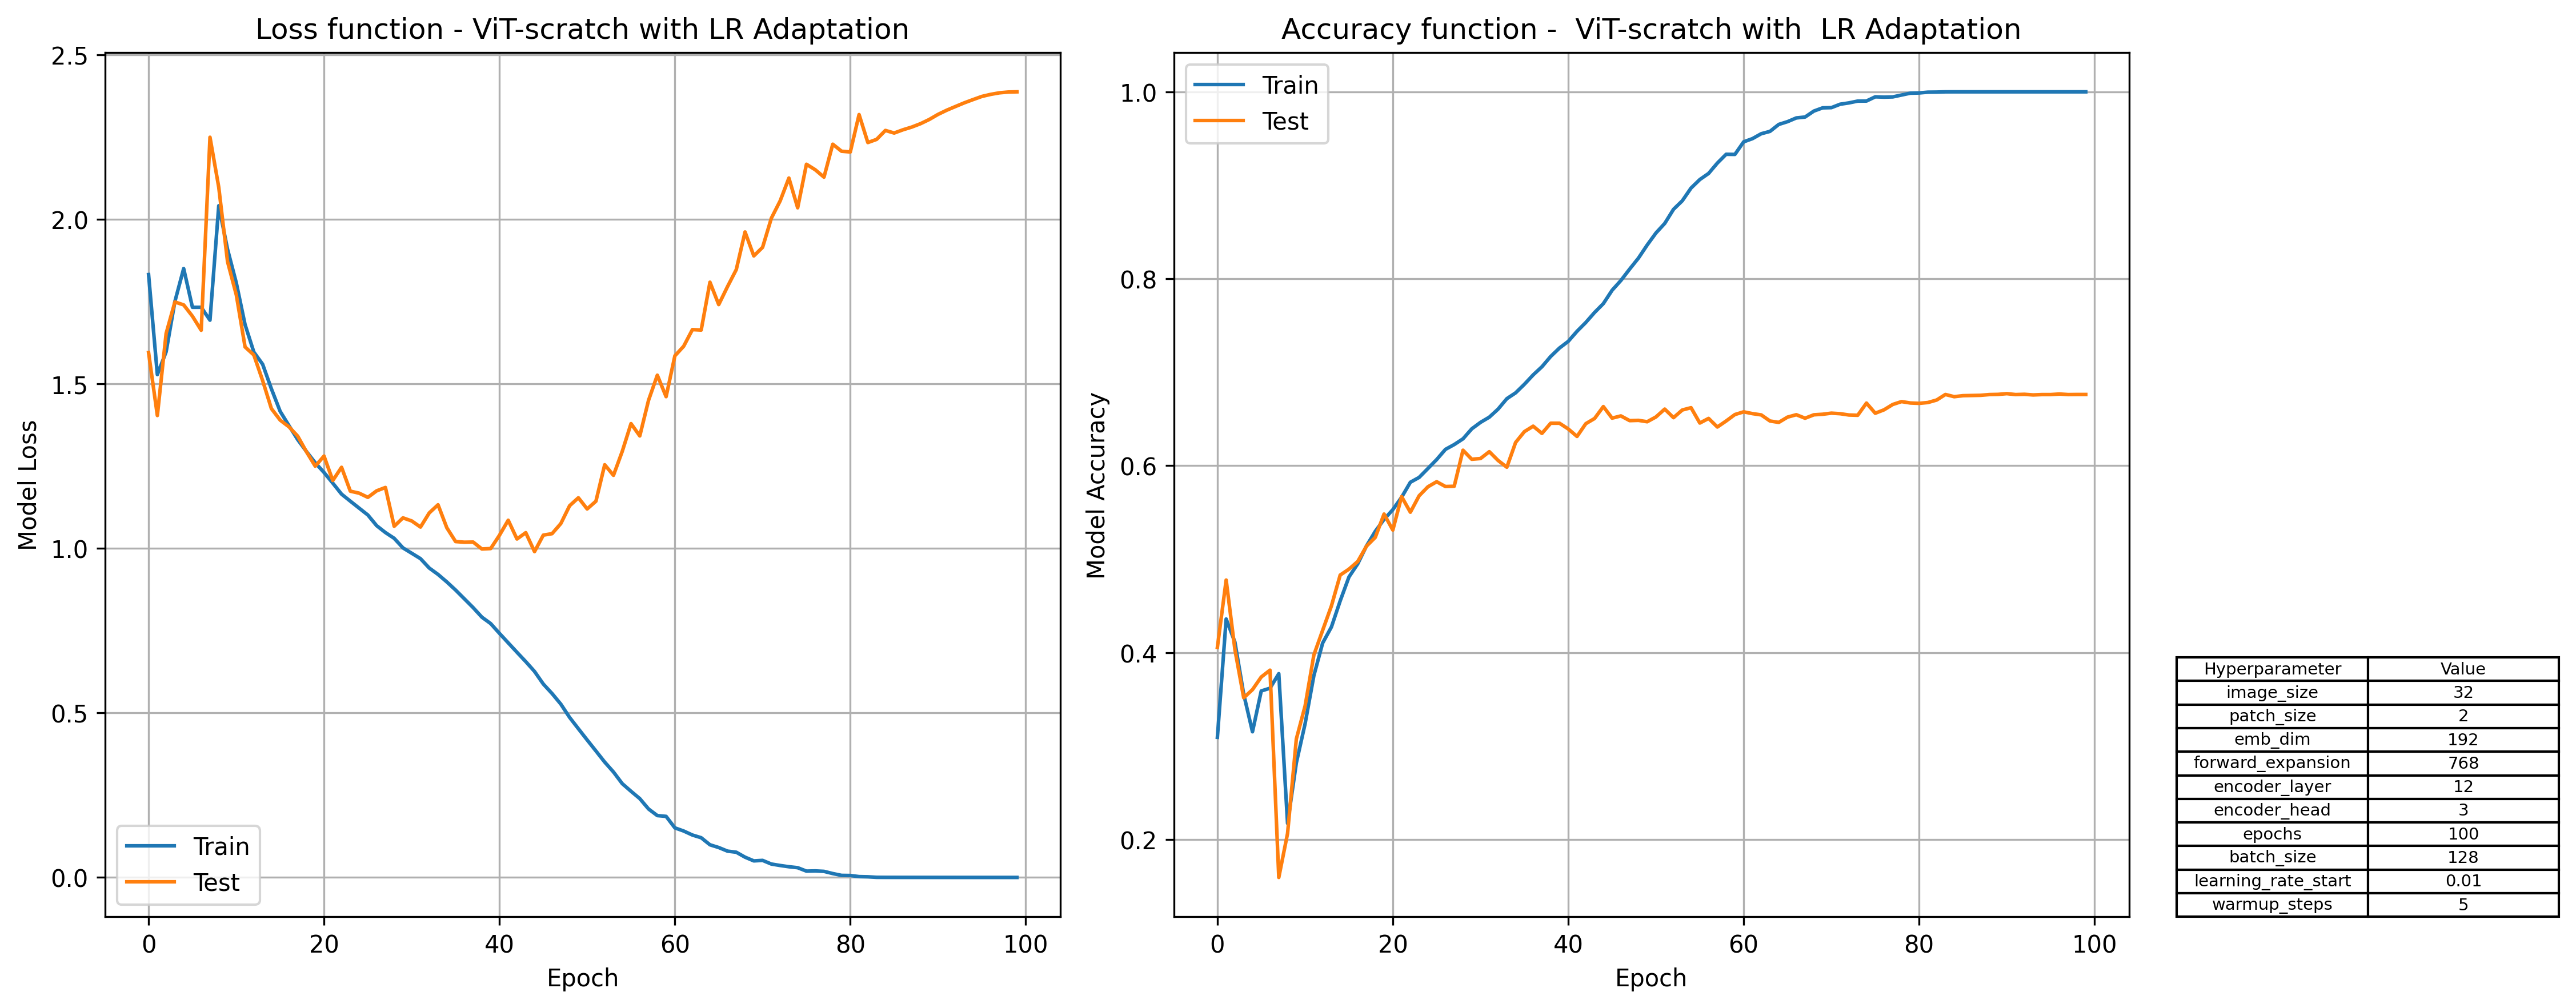 Loss function - ViT-scratch with LR Adaptation
2.5
2.0
1.5
1.0
0.5
0.0
Model Loss
Train
Test
0 20 40 60 80 100
Epoch
Accuracy function -  ViT-scratch with  LR Adaptation
Train
Test
1.0
0.8
0.6
0.4
0.2
Model Accuracy
0 20 40 60 80 100
Epoch
Hyperparameter Value
image_size 32
patch_size 2
emb_dim 192
forward_expansion 768
encoder_layer 12
encoder_head 3
epochs 100
batch_size 128
learning_rate_start 0.01
warmup_steps 5